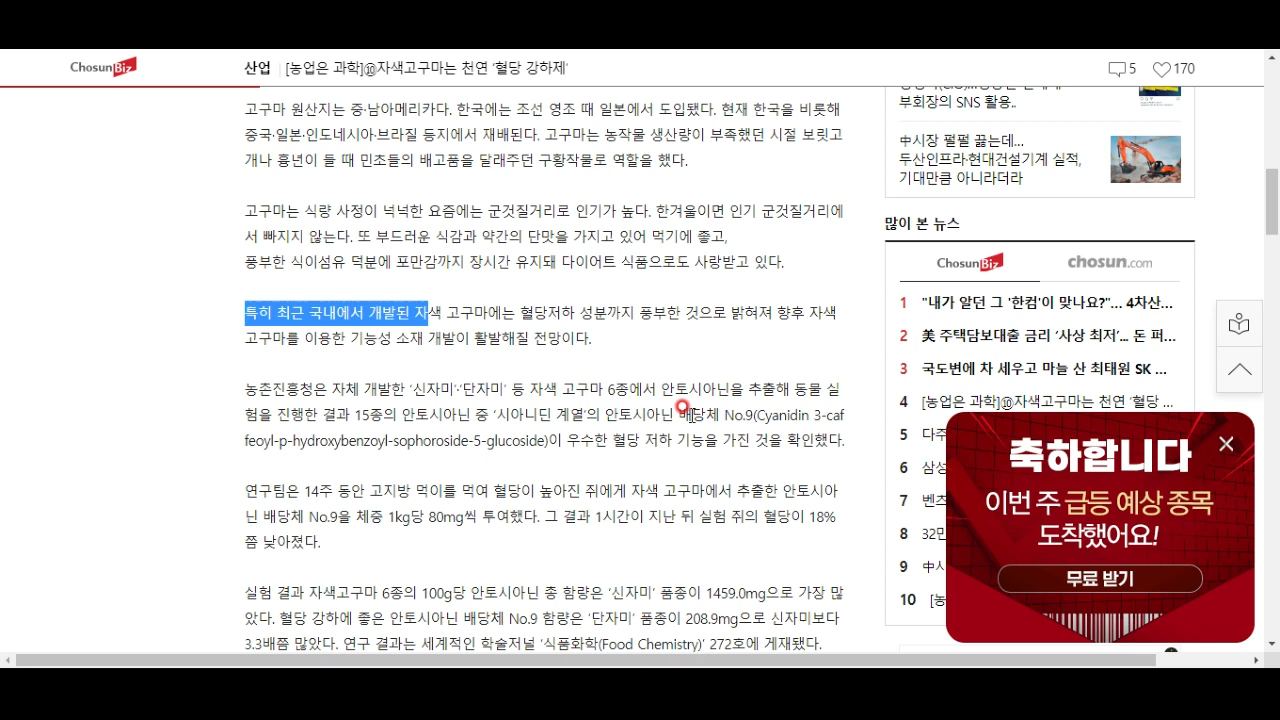 ChosunBiz
산업 [농업은 과학]⑩자색고구마는 천연 '혈당 강하제'
5 170
고구마 원산지는 중·남아메리카다. 한국에는 조선 영조 때 일본에서 도입됐다. 현재 한국을 비롯해
중국·일본·인도네시아·브라질 등지에서 재배된다. 고구마는 농작물 생산량이 부족했던 시절 보릿고
개나 흉년이 들 때 민초들의 배고픔을 달래주던 구황작물로 역할을 했다.
고구마는 식량 사정이 넉넉한 요즘에는 군것질거리로 인기가 높다. 한겨울이면 인기 군것질거리에
서 빠지지 않는다. 또 부드러운 식감과 약간의 단맛을 가지고 있어 먹기에 좋고,
풍부한 식이섬유 덕분에 포만감까지 장시간 유지돼 다이어트 식품으로도 사랑받고 있다.
특히 최근 국내에서 개발된 자색 고구마에는 혈당저하 성분까지 풍부한 것으로 밝혀져 향후 자색
고구마를 이용한 기능성 소재 개발이 활발해질 전망이다.
농촌진흥청은 자체 개발한 '신자미'·'단자미' 등 자색 고구마 6종에서 안토시아닌을 추출해 동물 실
험을 진행한 결과 15종의 안토시아닌 중 '시아니딘 계열'의 안토시아닌 배당체 No.9(Cyanidin 3-caf
feoyl-p-hydroxybenzoyl-sophoroside-5-glucoside)이 우수한 혈당 저하 기능을 가진 것을 확인했다.
연구팀은 14주 동안 고지방 먹이를 먹여 혈당이 높아진 쥐에게 자색 고구마에서 추출한 안토시아
닌 배당체 No.9을 체중 1kg당 80mg씩 투여했다. 그 결과 1시간이 지난 뒤 실험 쥐의 혈당이 18%
쯤 낮아졌다.
실험 결과 자색고구마 6종의 100g당 안토시아닌 총 함량은 '신자미' 품종이 1459.0mg으로 가장 많
았다. 혈당 강하에 좋은 안토시아닌 배당체 No.9 함량은 '단자미' 품종이 208.9mg으로 신자미보다
3.3배쯤 많았다. 연구 결과는 세계적인 학술저널 '식품화학(Food Chemistry)' 272호에 게재됐다.
부회장의 SNS 활용..
中시장 펄펄 끓는데...
두산인프라·현대건설기계 실적,
기대만큼 아니라더라
많이 본 뉴스
ChosunBiz chosun.com
1 "내가 알던 그 '한컴'이 맞나요?"... 4차산...
2 美 주택담보대출 금리 '사상 최저'... 돈 퍼...
3 국도변에 차 세우고 마늘 산 최태원 SK ...
4 [농업은 과학]⑩자색고구마는 천연 '혈당 ...
5 다주
6 삼성
7 벤츠
8 32만
9 中시
10 [농
축하합니다
이번 주 급등 예상 종목
도착했어요!
무료 받기